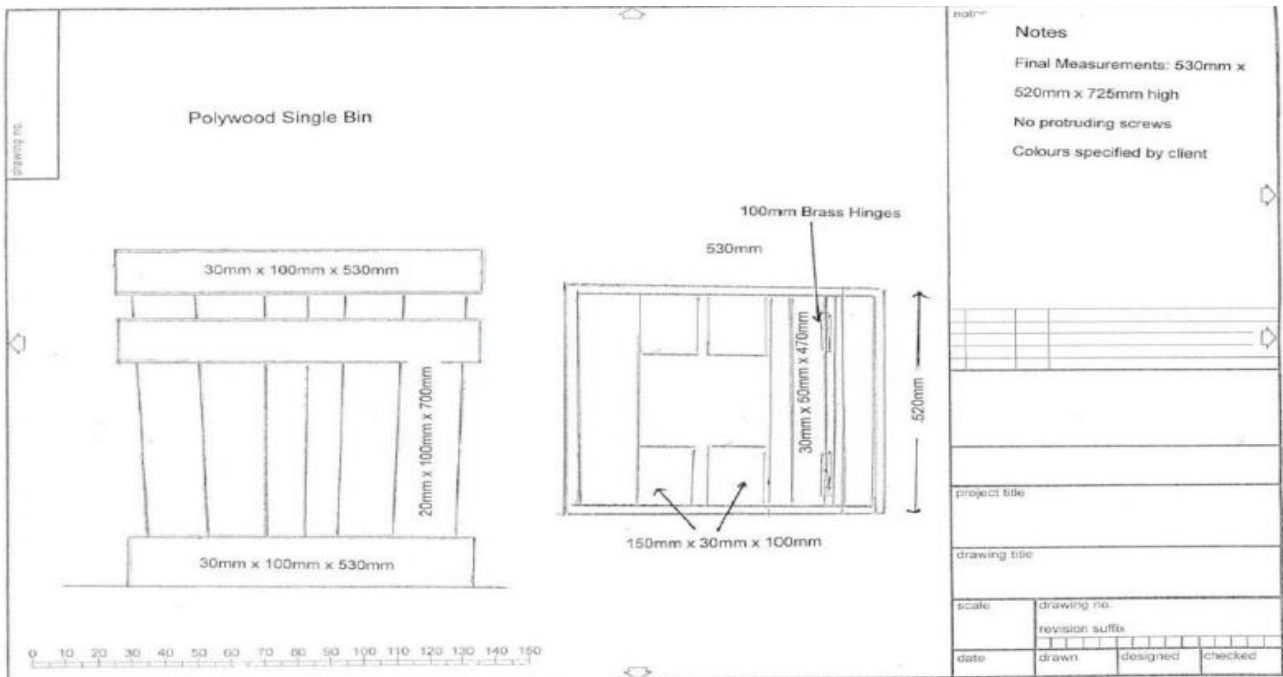 drawing no.
Polywood Single Bin
30mm x 100mm x 530mm
20mm x 100mm x 700mm
30mm x 100mm x 530mm
0 10 20 30 40 50 60 70 80 90 100 110 120 130 140 150
100mm Brass Hinges
530mm
30mm x 50mm x 470mm
520mm
150mm x 30mm x 100mm
Notes
Final Measurements: 530mm x
520mm x 725mm high
No protruding screws
Colours specified by client
project title
drawing title
scale
drawing no.
revision suffix
date
drawn
designed
checked